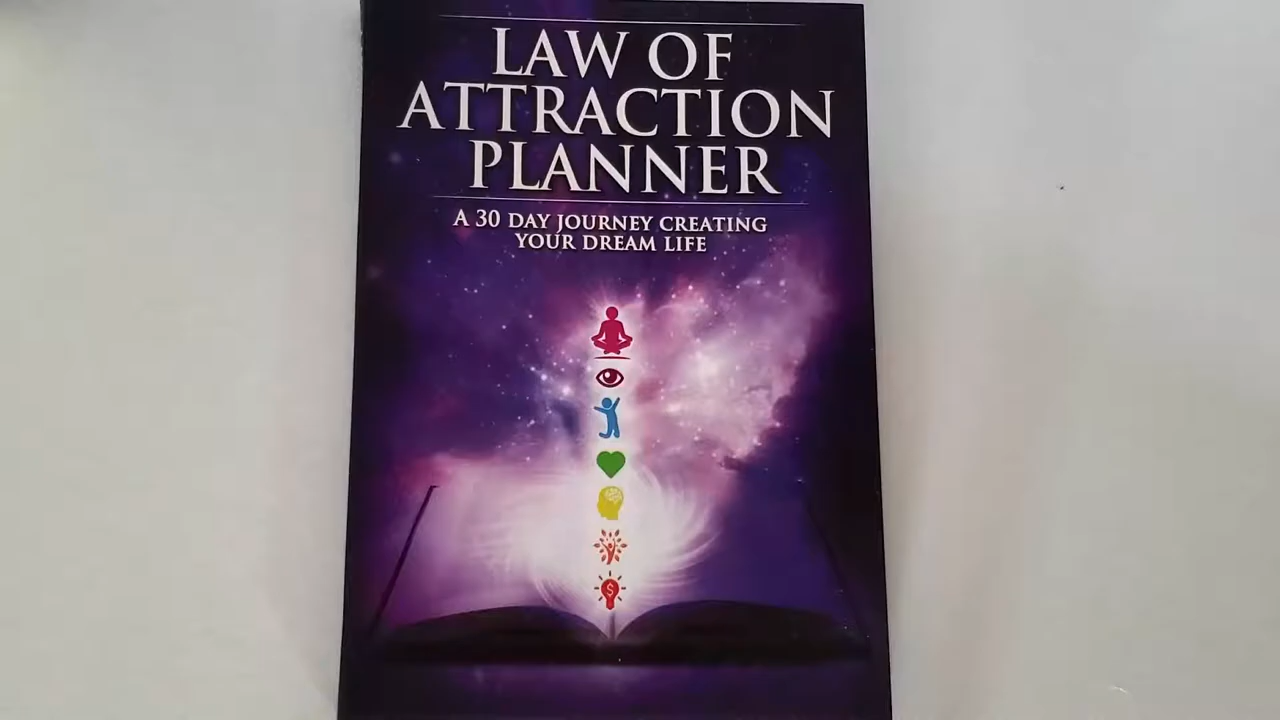 LAW OF
ATTRACTION
PLANNER
A 30 DAY JOURNEY CREATING
YOUR DREAM LIFE
$